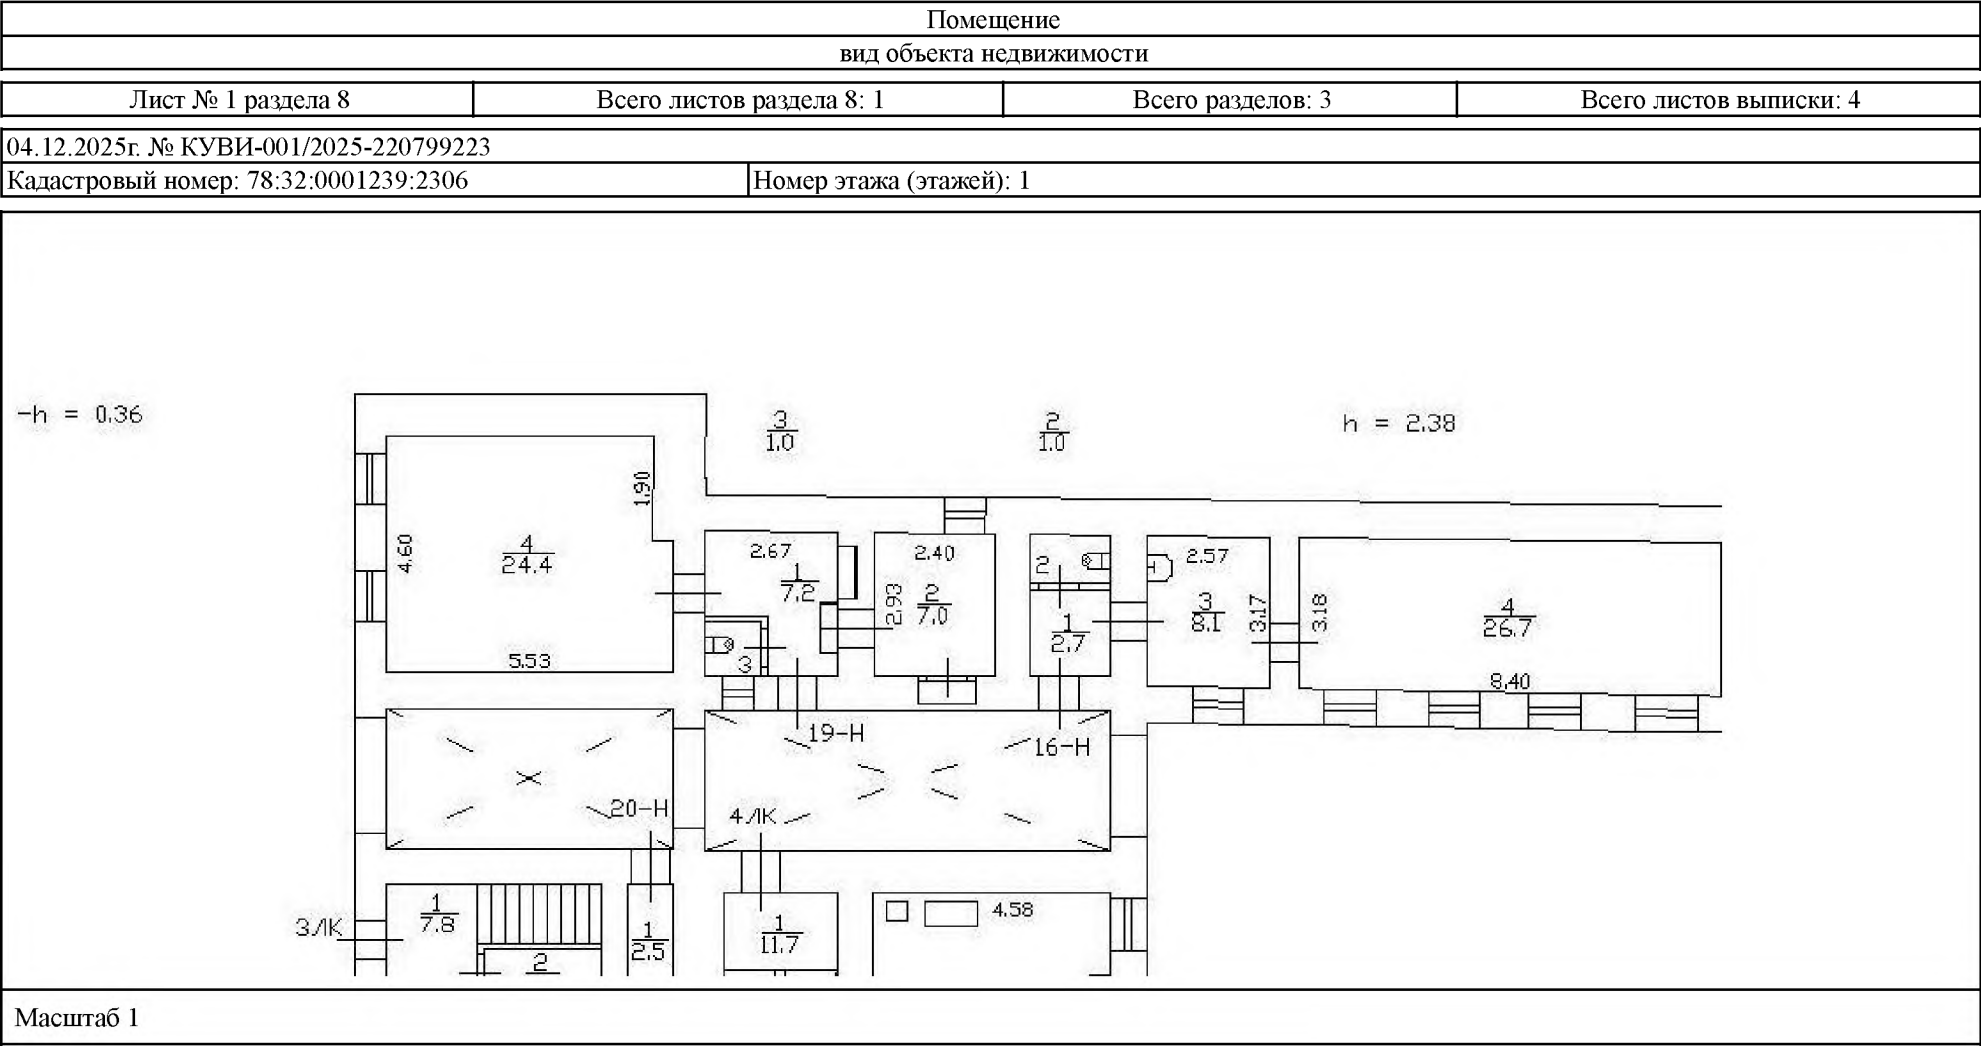 Помещение
вид объекта недвижимости
Лист № 1 раздела 8 Всего листов раздела 8: 1 Всего разделов: 3 Всего листов выписки: 4
04.12.2025г. № КУВИ-001/2025-220799223
Кадастровый номер: 78:32:0001239:2306 Номер этажа (этажей): 1
-h = 0.36
3
1.0
2
1.0
h = 2.38
1.90
4.60
4
24.4
5.53
2.67
1
7.2
3
2.40
2.93
2
7.0
2
1
2.7
2.57
3
8.1
3.17
3.18
4
26.7
8.40
19-Н
16-Н
20-Н
4ЛК
3ЛК
1
7.8
2
1
2.5
1
11.7
4.58
Масштаб 1